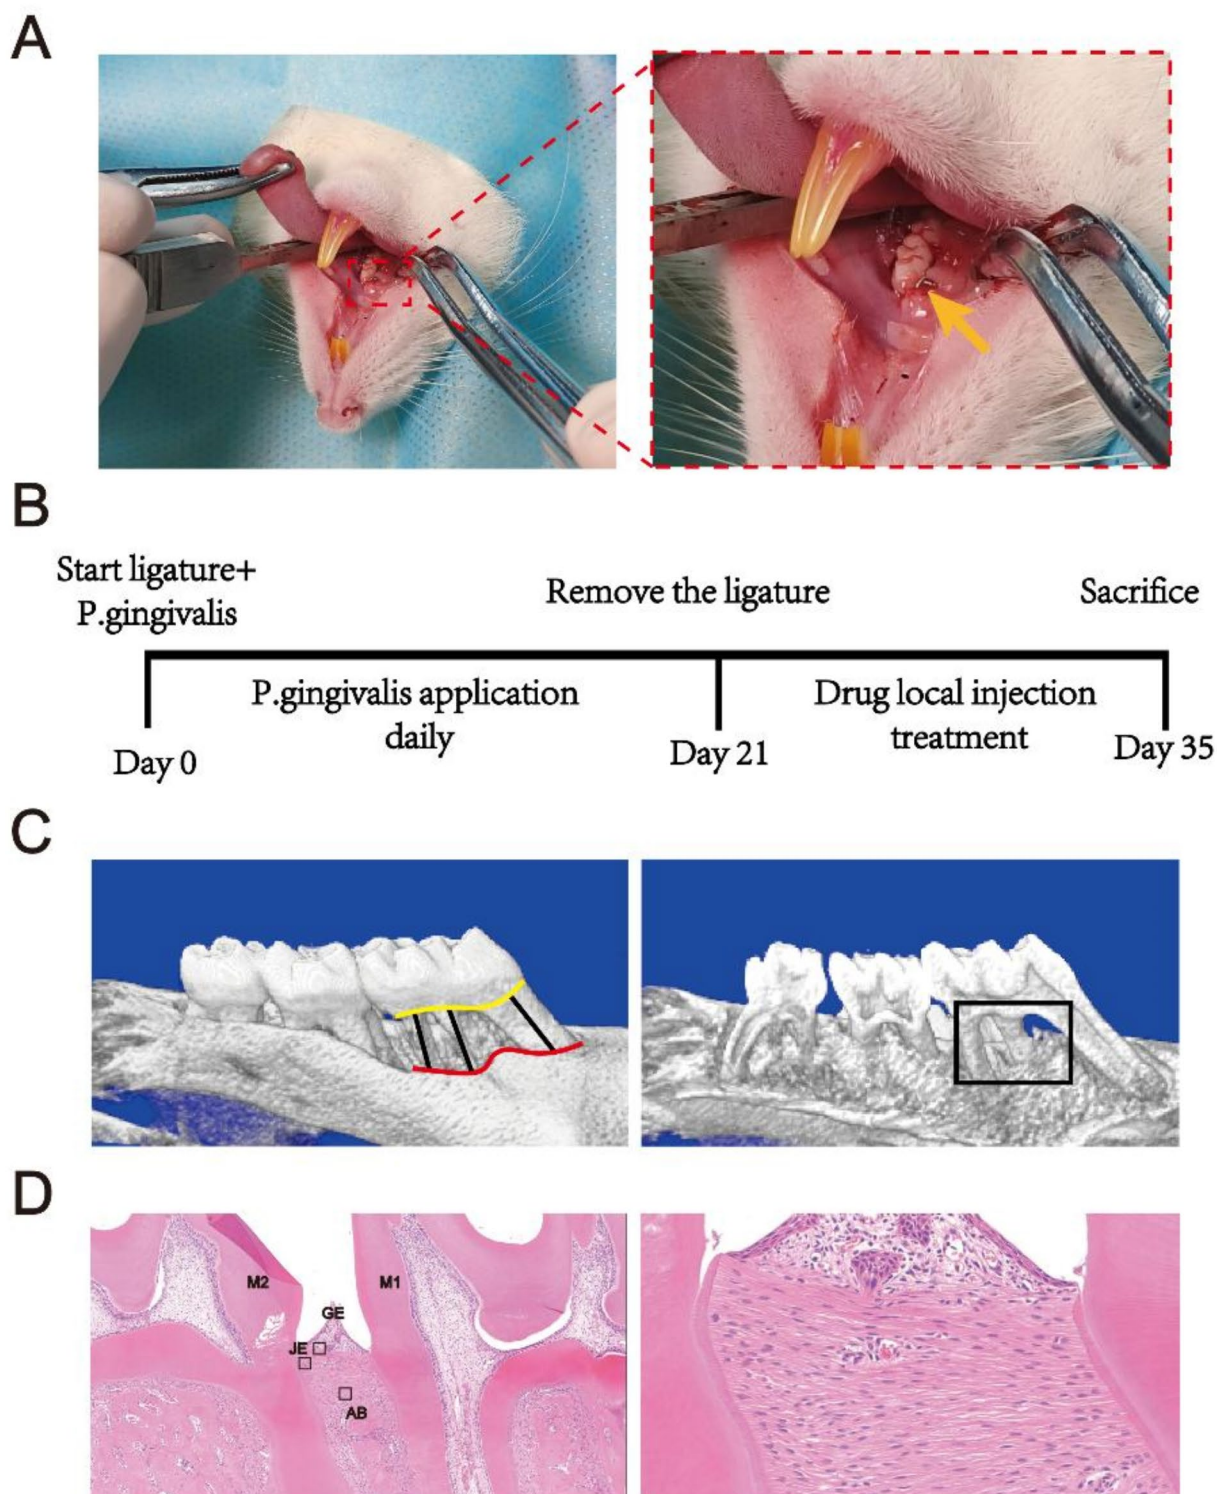 A
B
Start ligature+
P.gingivalis
Remove the ligature
Sacrifice
P.gingivalis application
daily
Drug local injection
treatment
Day 0
Day 21
Day 35
C
D
M2
M1
GE
JE
AB